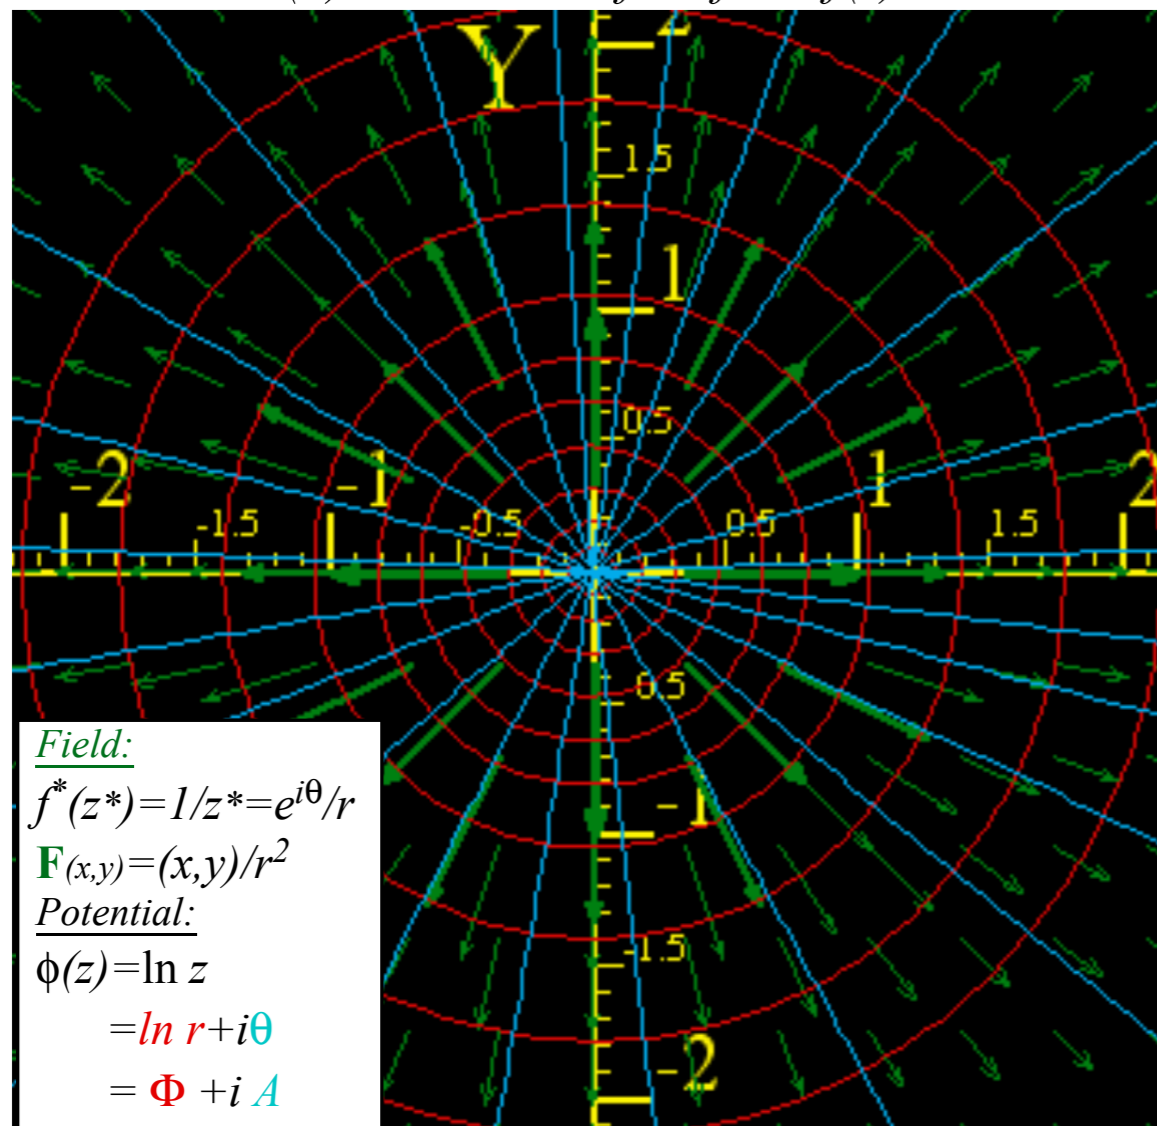 Y
2
1.5
1
0.5
-2
-1
1
2
-1.5
-0.5
0.5
1.5
0.5
-1
-1.5
-2
Field:
f*(z*)=1/z*=e^{iθ}/r
F(x,y)=(x,y)/r²
Potential:
ϕ(z)=ln z
=ln r+iθ
= Φ +i A